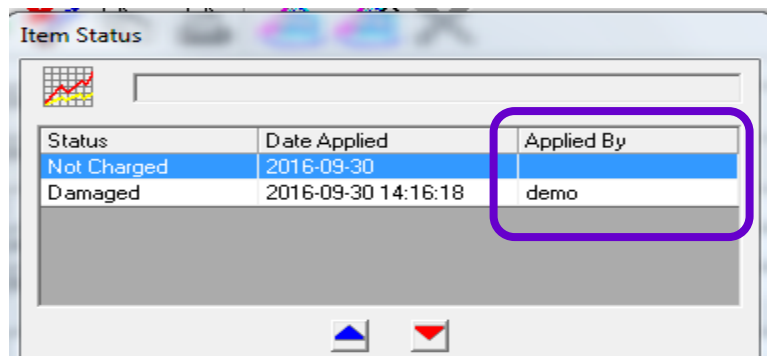 Item Status
Status Date Applied Applied By
Not Charged 2016-09-30
Damaged 2016-09-30 14:16:18 demo